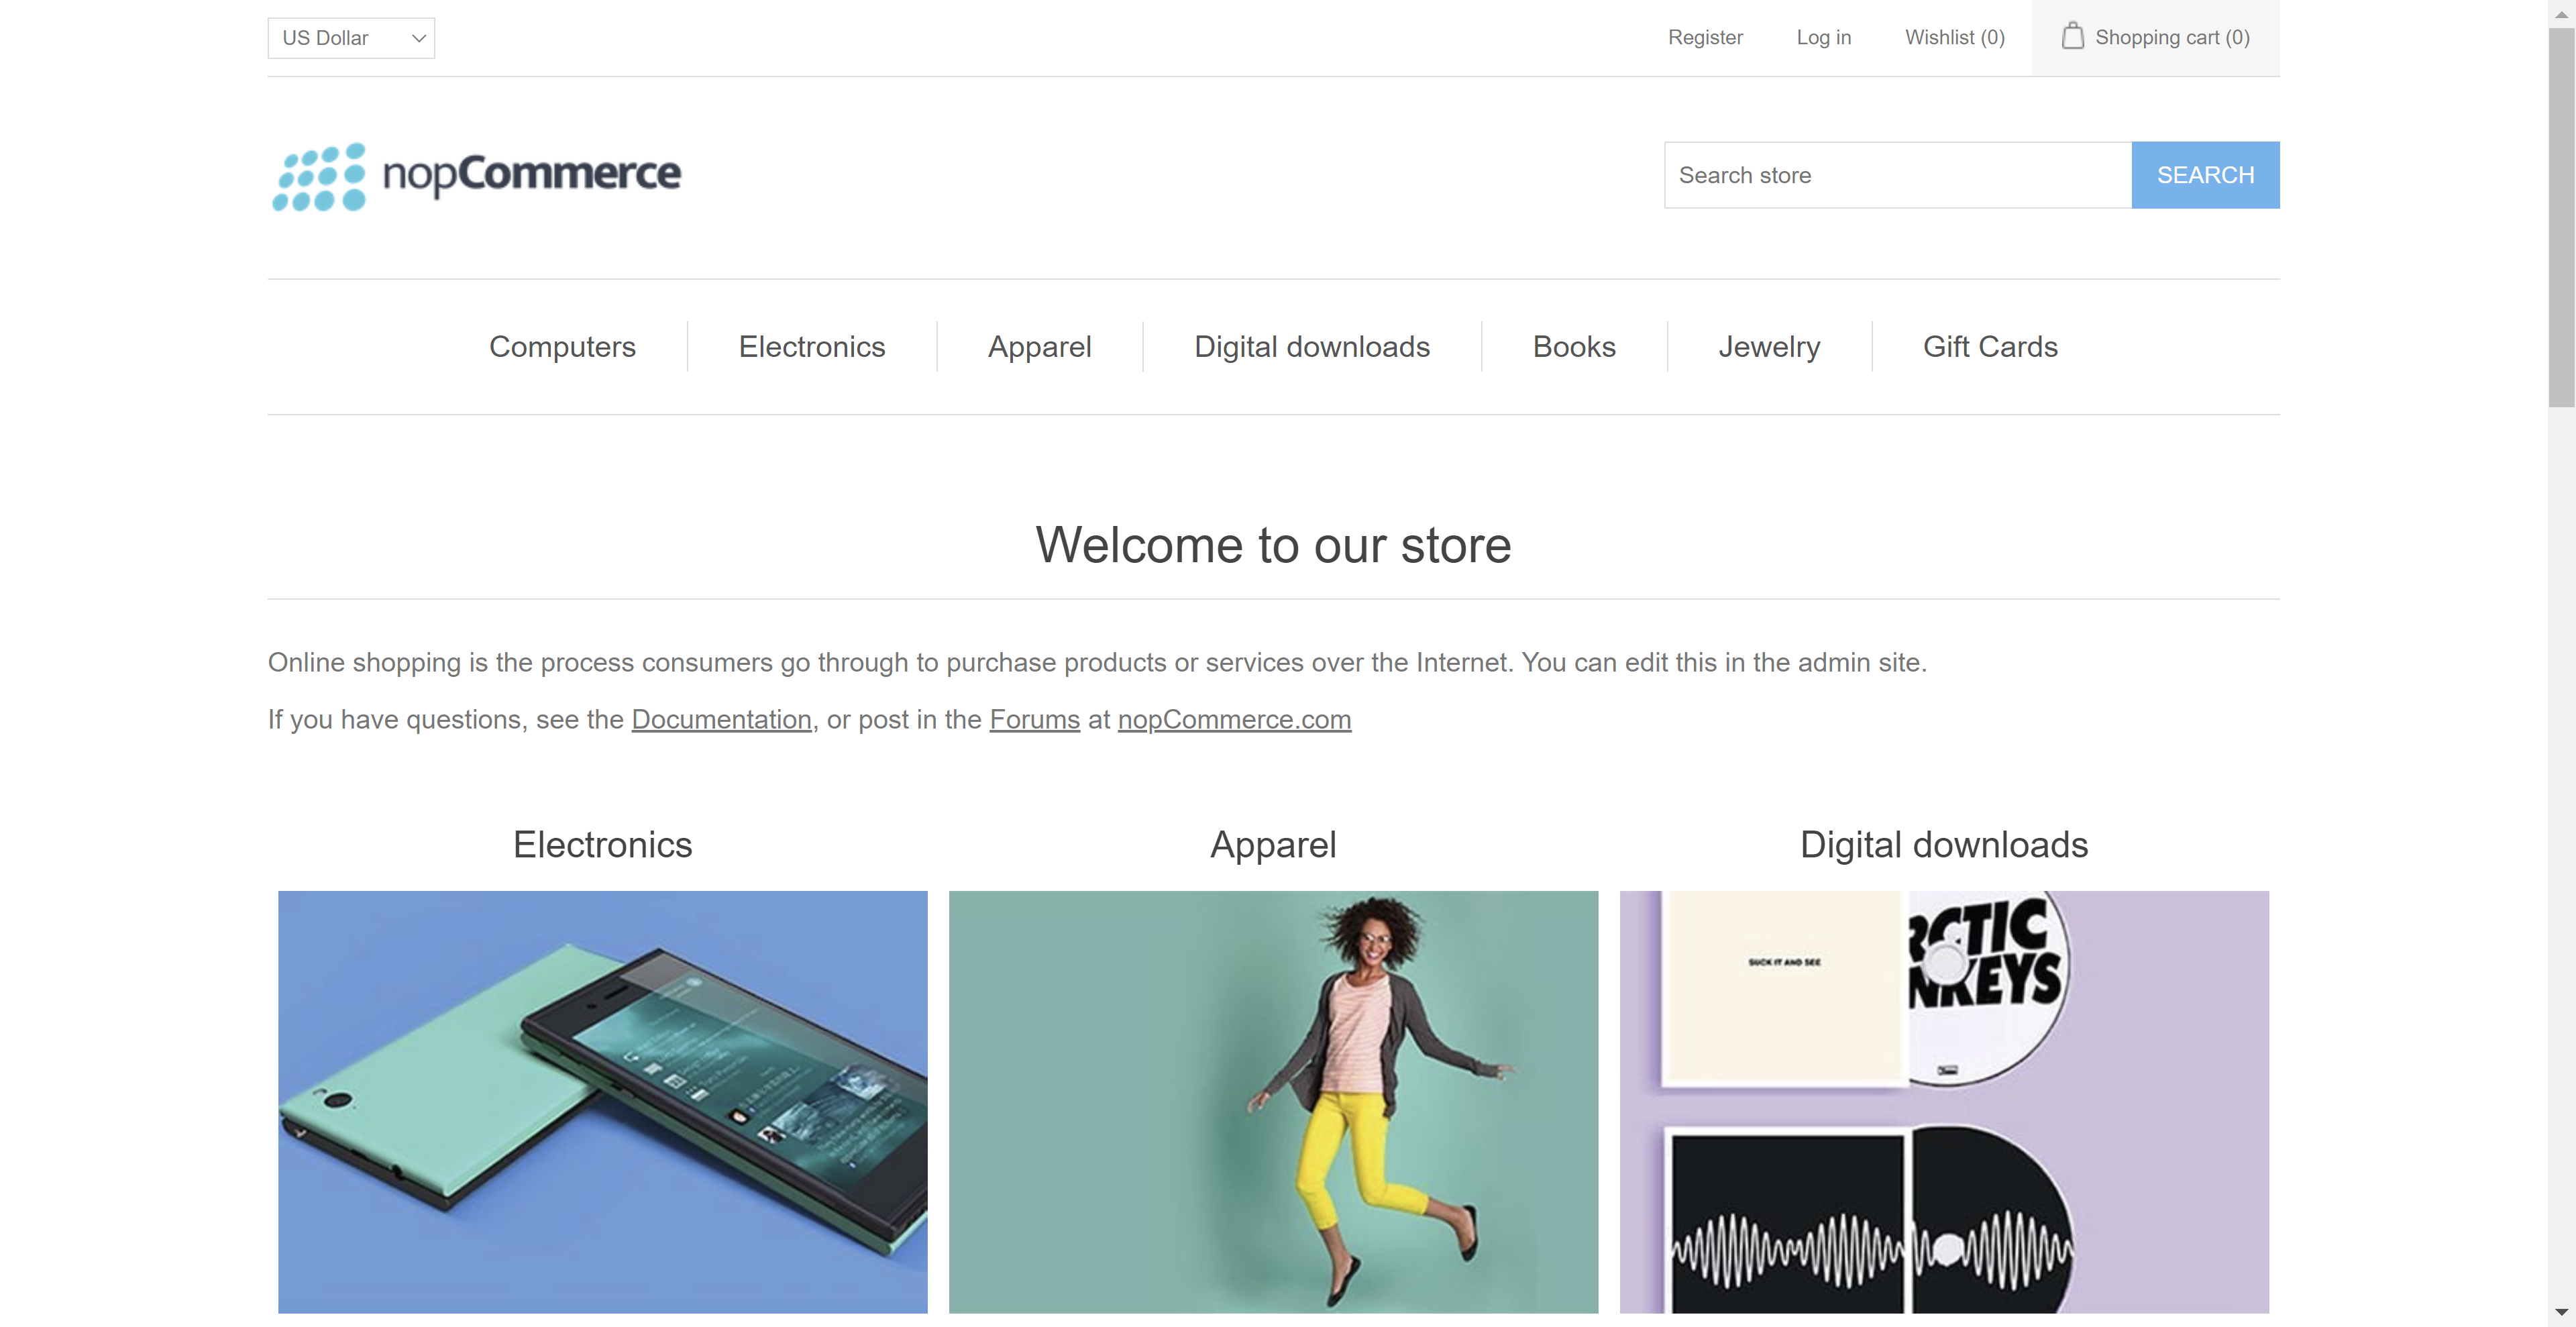 US Dollar
Register
Log in
Wishlist (0)
Shopping cart (0)
nopCommerce
Search store
SEARCH
Computers
Electronics
Apparel
Digital downloads
Books
Jewelry
Gift Cards
Welcome to our store
Online shopping is the process consumers go through to purchase products or services over the Internet. You can edit this in the admin site.
If you have questions, see the Documentation, or post in the Forums at nopCommerce.com
Electronics
Apparel
Digital downloads
SUCK IT AND SEE
RCTIC
NKEYS